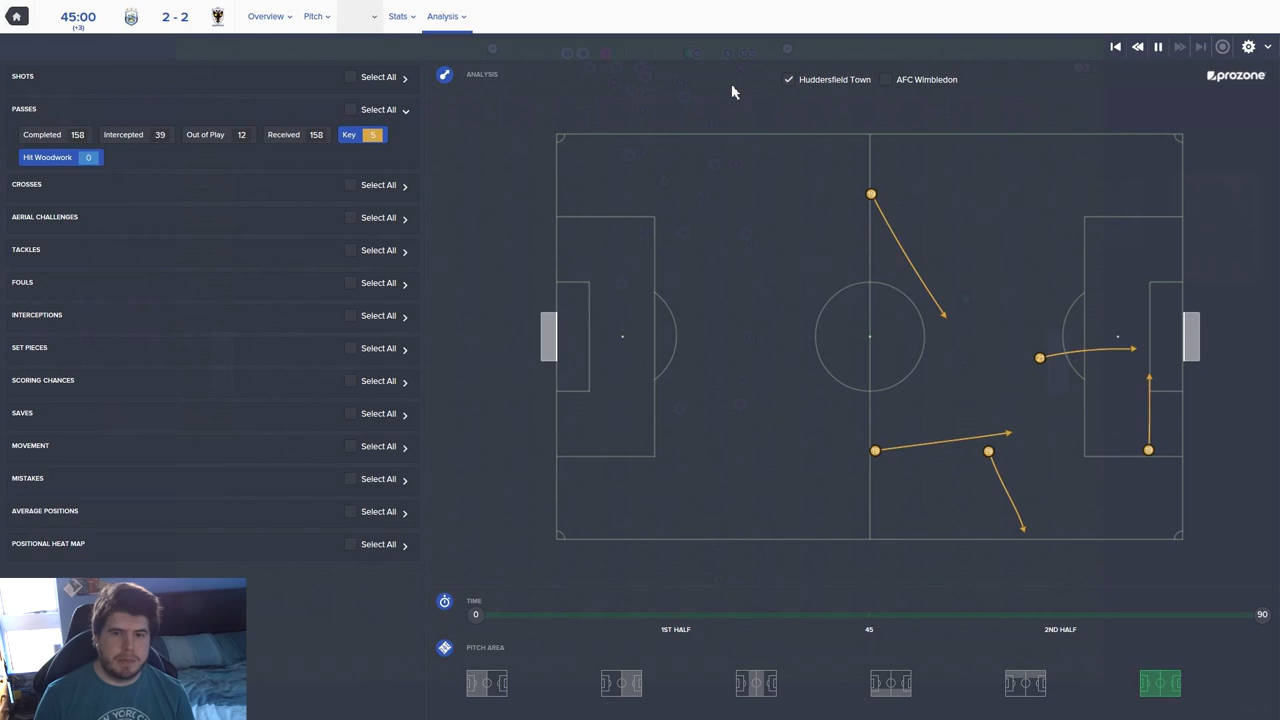 45:00 2 - 2 Overview Pitch Stats Analysis
(+3)
SHOTS Select All
ANALYSIS
Huddersfield Town AFC Wimbledon
prozone
PASSES Select All
Completed 158 Intercepted 39 Out of Play 12 Received 158 Key 5
Hit Woodwork 0
CROSSES Select All
AERIAL CHALLENGES Select All
TACKLES Select All
FOULS Select All
INTERCEPTIONS Select All
SET PIECES Select All
SCORING CHANCES Select All
SAVES Select All
MOVEMENT Select All
MISTAKES Select All
AVERAGE POSITIONS Select All
POSITIONAL HEAT MAP Select All
TIME
0 90
1ST HALF 45 2ND HALF
PITCH AREA